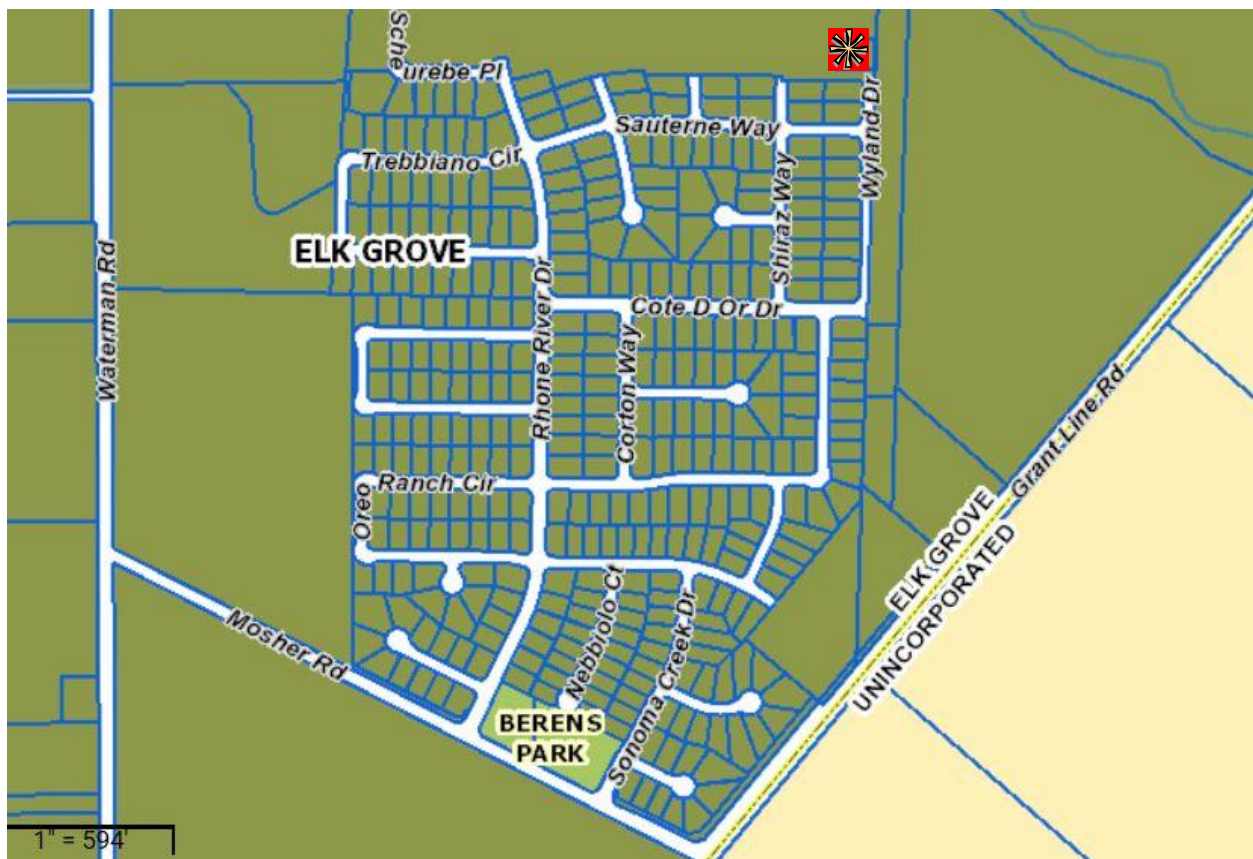 Sche
urebe Pl
Sauterne Way
Trebbiano Cir
Wyland Dr
Shiraz Way
ELK GROVE
Waterman Rd
Rhone River Dr
Cote D Or Dr
Corton Way
Grant Line Rd
Oreo
Ranch Cir
ELK GROVE
UNINCORPORATED
Mosher Rd
Nebbiolo Ct
Sonoma Creek Dr
BERENS
PARK
1" = 594'